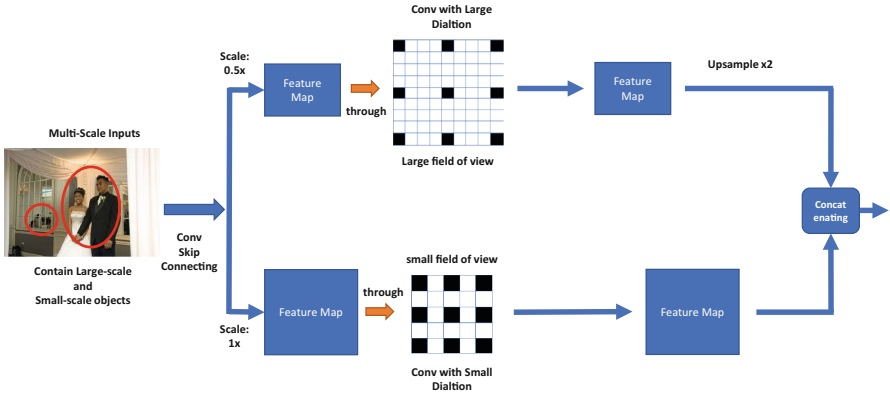 Conv with Large
Dialtion
Scale:
0.5x
Feature
Map
through
Large field of view
Feature
Map
Upsample x2
Multi-Scale Inputs
Contain Large-scale
and
Small-scale objects
Conv
Skip
Connecting
Concat
enating
small field of view
Scale:
1x
Feature Map
through
Conv with Small
Dialtion
Feature Map